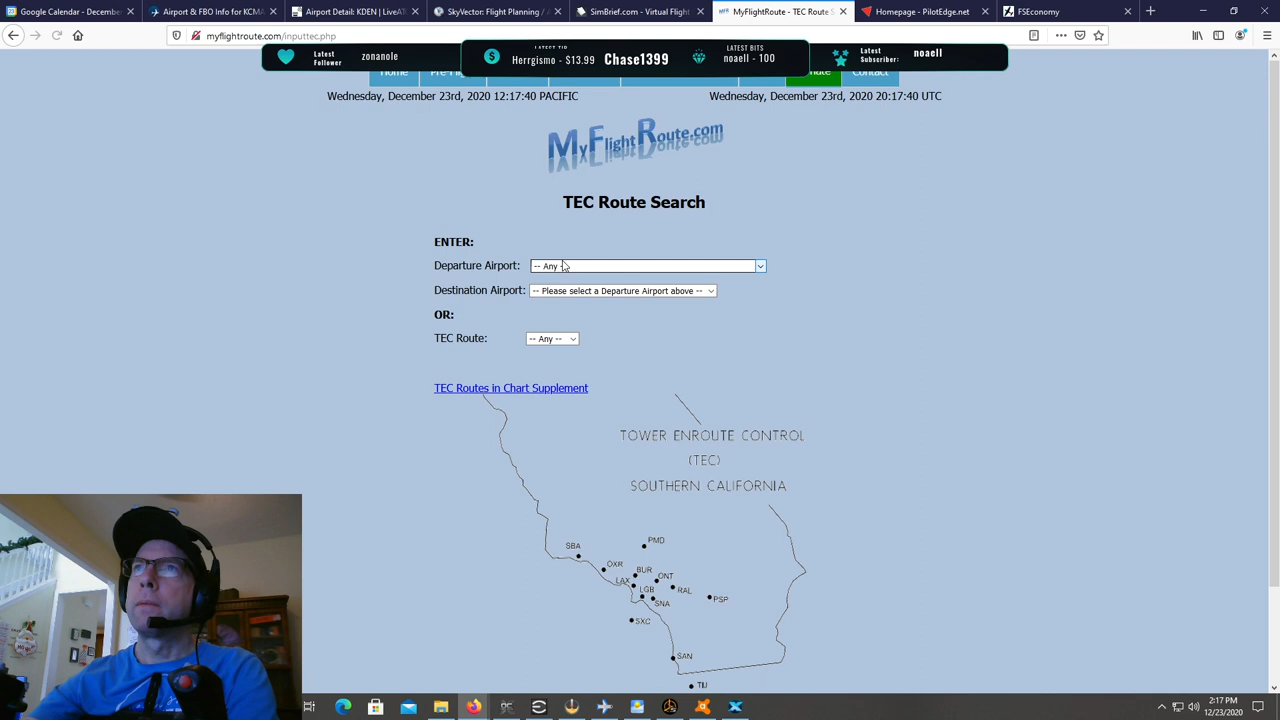 Google Calendar - December
Airport & FBO Info for KCMA
Airport Detail: KDEN | LiveAT
SkyVector: Flight Planning / A
SimBrief.com - Virtual Flight
MyFlightRoute - TEC Route S
Homepage - PilotEdge.net
FSEconomy
myflightroute.com/inputtec.php
Latest Follower
zonanole
LATEST TIP
Herrgismo - $13.99
Chase1399
LATEST BITS
noaell - 100
Latest Subscriber:
noaell
Home
Contact
Wednesday, December 23rd, 2020 12:17:40 PACIFIC
Wednesday, December 23rd, 2020 20:17:40 UTC
MyFlightRoute.com
TEC Route Search
ENTER:
Departure Airport: -- Any -
Destination Airport: -- Please select a Departure Airport above --
OR:
TEC Route: -- Any --
TEC Routes in Chart Supplement
TOWER ENROUTE CONTROL
(TEC)
SOUTHERN CALIFORNIA
PMD
SBA
OXR
BUR
ONT
LAX
LGB
RAL
SNA
PSP
SXC
SAN
TIJ
2:17 PM
12/23/2020